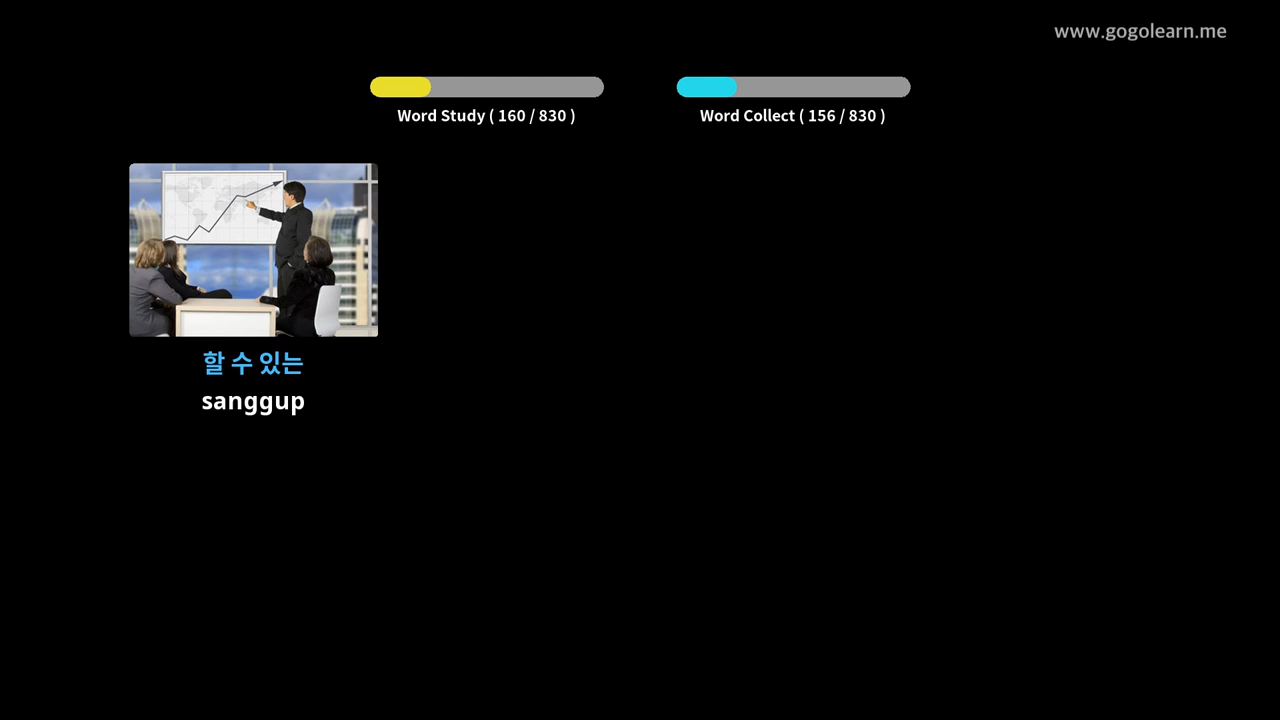 www.gogolearn.me
Word Study ( 160 / 830 )
Word Collect ( 156 / 830 )
할 수 있는
sanggup